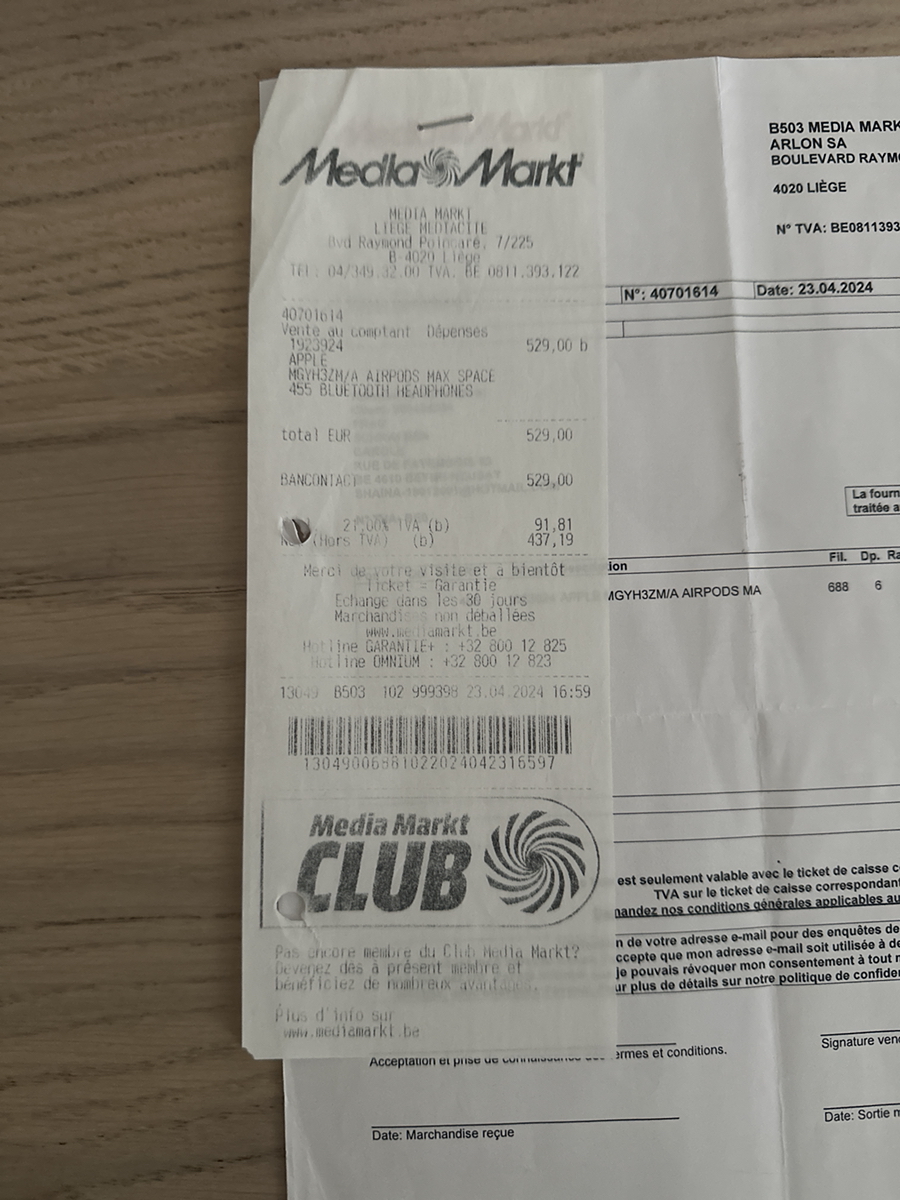 Media Markt
MEDIA MARKT
LIEGE MEDIACITE
Bvd Raymond Poincaré, 7/225
B-4020 Liège
TEL: 04/349.32.00 TVA. BE 0811.393.122
40701614
Vente au comptant Dépenses
1923924 529,00 b
APPLE
MGYH3ZM/A AIRPODS MAX SPACE
455 BLUETOOTH HEADPHONES
total EUR 529,00
BANCONTACT 529,00
21,00% TVA (b) 91,81
(Hors TVA) (b) 437,19
Merci de votre visite et à bientôt
Ticket = Garantie
Echange dans les 30 jours
Marchandises non déballées
www.mediamarkt.be
Hotline GARANTIE+ : +32 800 12 825
Hotline OMNIUM : +32 800 12 823
13049 B503 102 999398 23.04.2024 16:59
13049006881022024042316597
Media Markt
CLUB
Pas encore membre du Club Media Markt?
Devenez dès à présent membre et
bénéficiez de nombreux avantages.
Plus d'info sur
www.mediamarkt.be
B503 MEDIA MARK
ARLON SA
BOULEVARD RAYM
4020 LIÈGE
N° TVA: BE0811393
N°: 40701614 Date: 23.04.2024
La fourn
traitée a
ion Fil. Dp. Ra
MGYH3ZM/A AIRPODS MA 688 6
est seulement valable avec le ticket de caisse c
TVA sur le ticket de caisse correspondant
mandez nos conditions générales applicables au
n de votre adresse e-mail pour des enquêtes de
ccepte que mon adresse e-mail soit utilisée à de
je pouvais révoquer mon consentement à tout
ur plus de détails sur notre politique de confider
Acceptation et prise de connaissance des termes et conditions.
Signature ven
Date: Marchandise reçue
Date: Sortie m